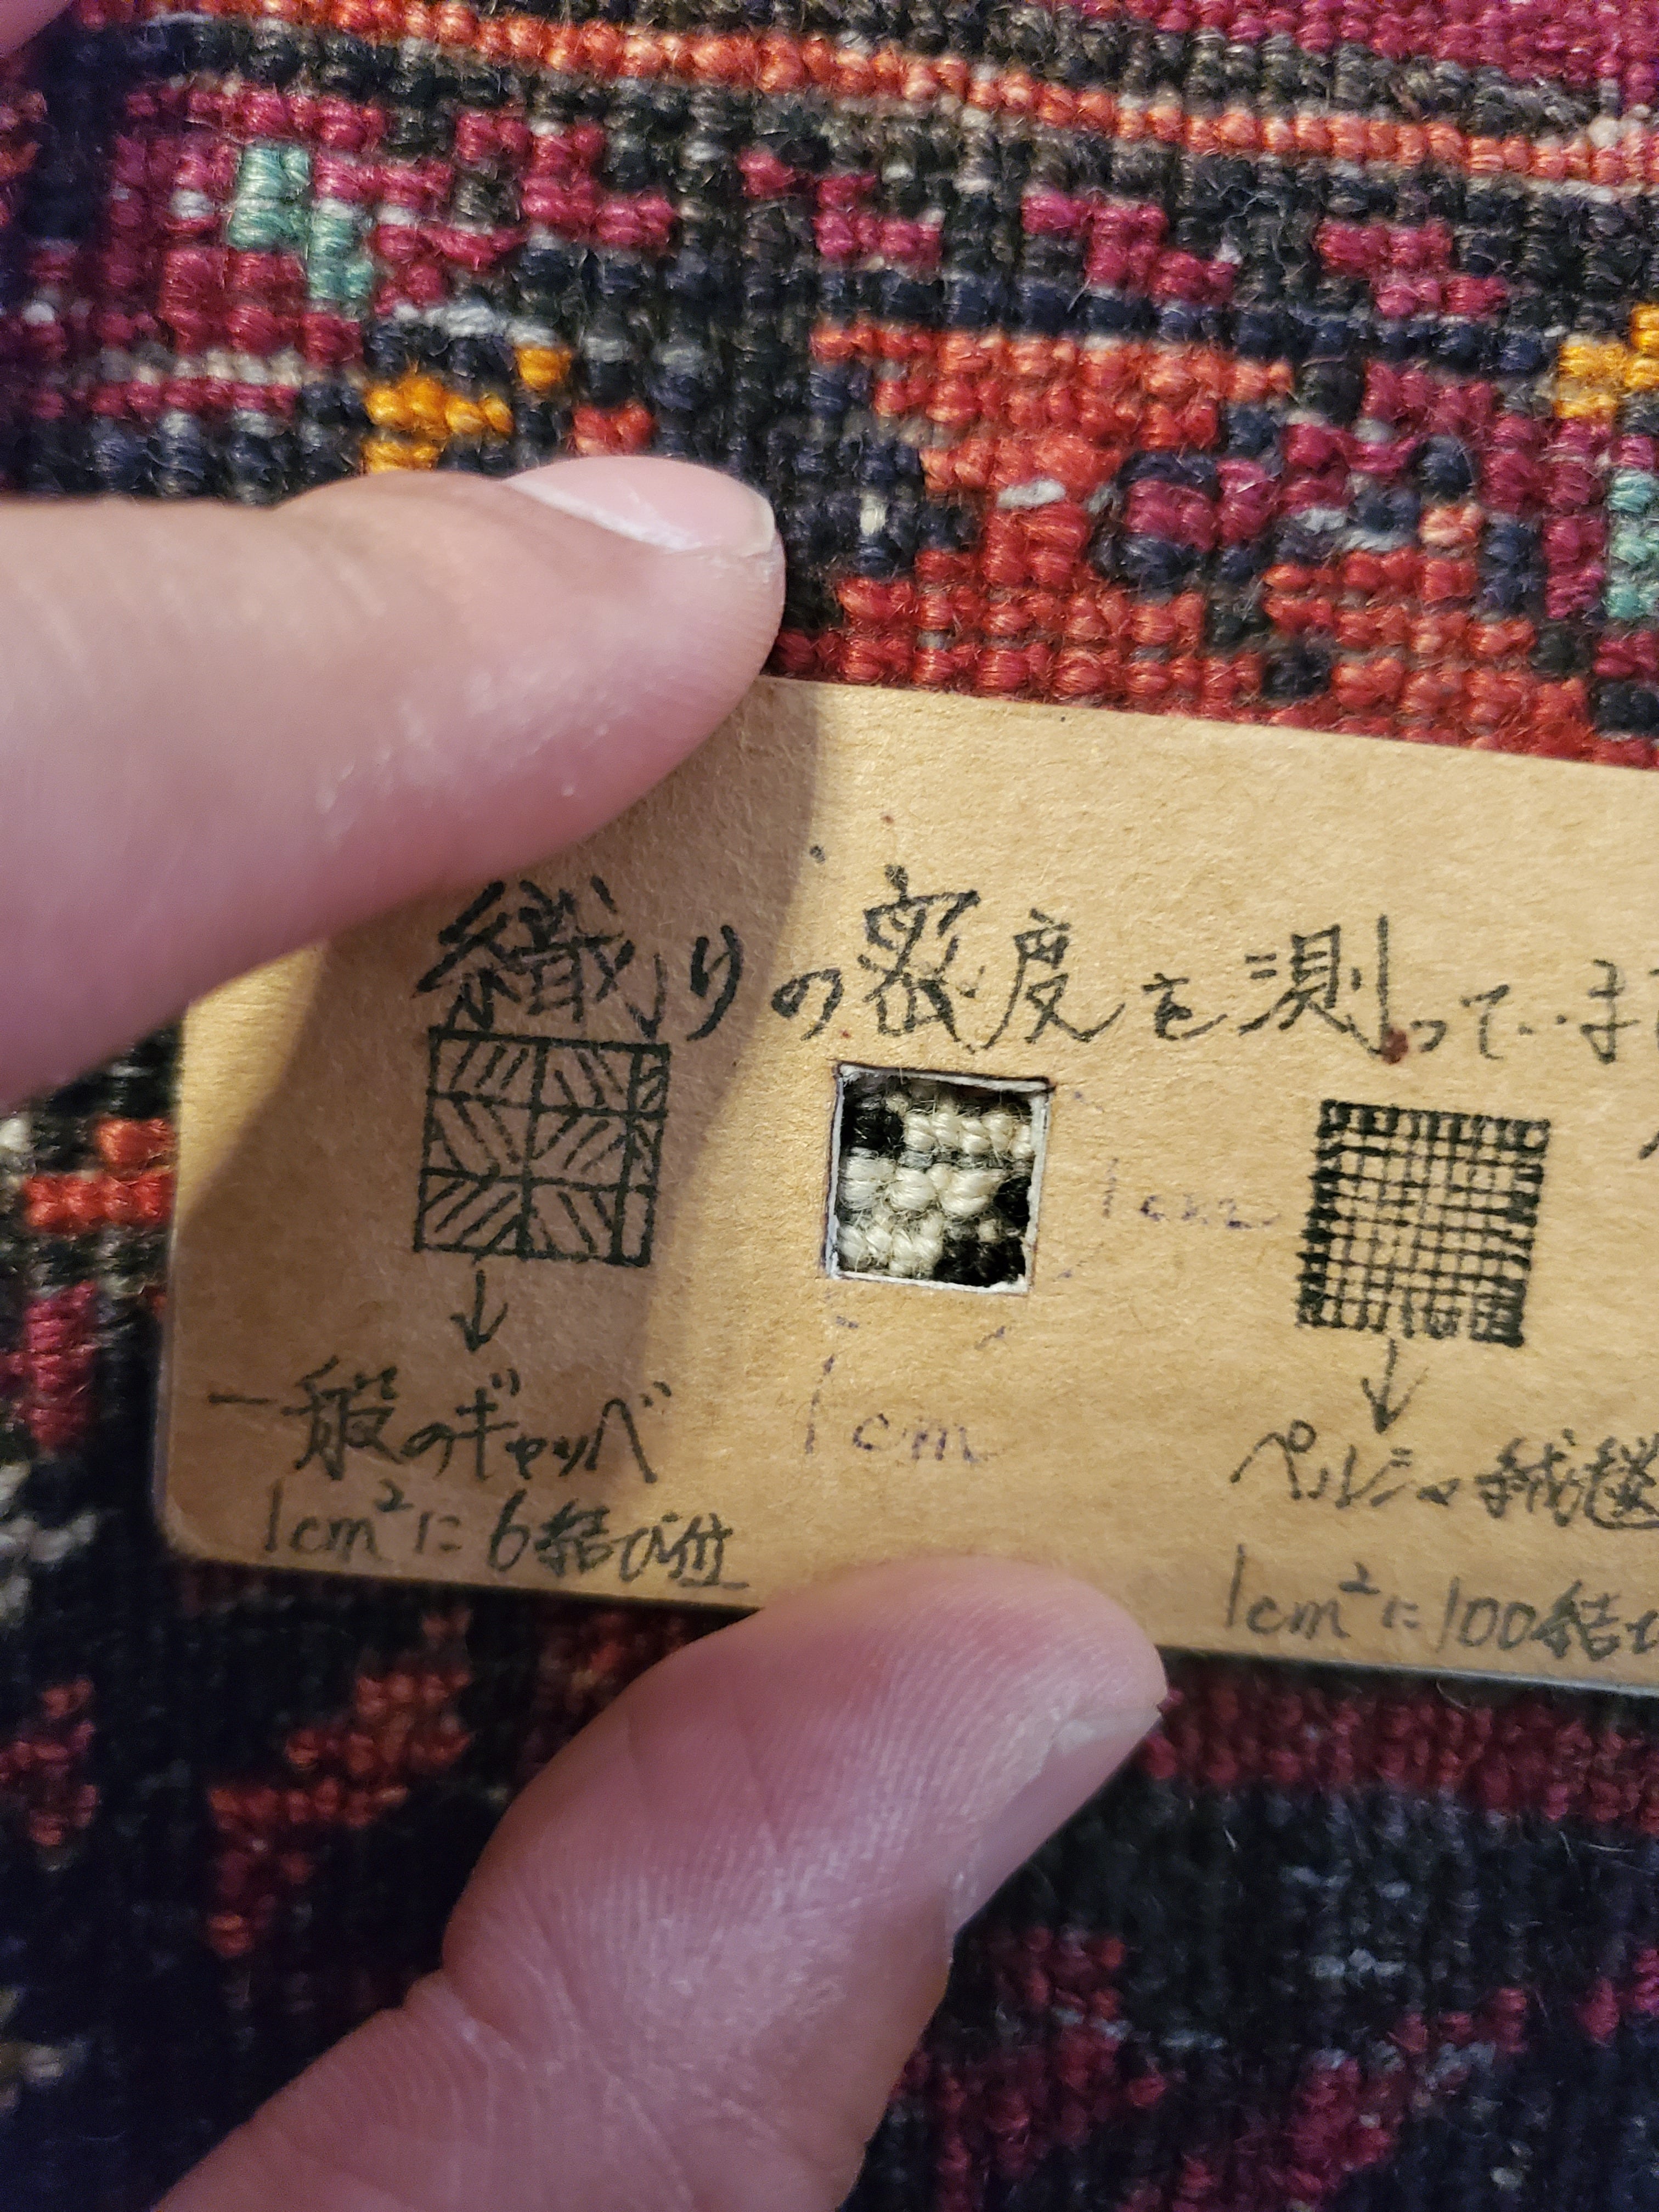 織りの密度を測っていま
1cm
1cm
一般のギャッベ
1cm²に6結び位
ペルシャ絨毯
1cm²に100結び